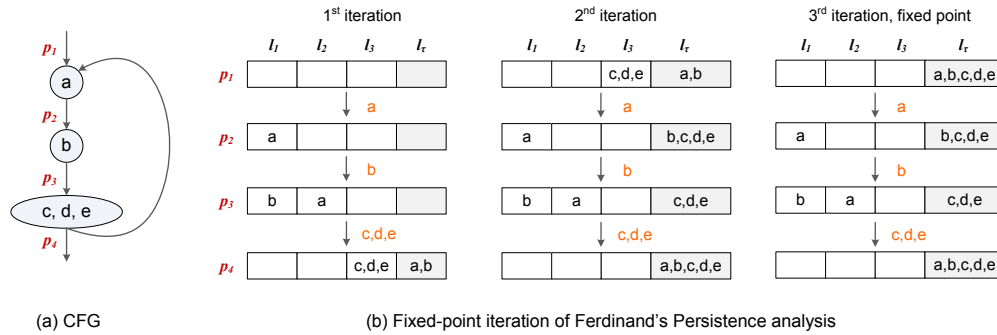 1st iteration 2nd iteration 3rd iteration, fixed point
l1 l2 l3 lτ l1 l2 l3 lτ l1 l2 l3 lτ
p1 p1 c,d,e a,b a,b,c,d,e
a a a a
p2 p2 a a b,c,d,e a b,c,d,e
b b b b
p3 p3 b a b a c,d,e b a c,d,e
c, d, e c,d,e c,d,e c,d,e
p4 p4 c,d,e a,b a,b,c,d,e a,b,c,d,e
(a) CFG (b) Fixed-point iteration of Ferdinand's Persistence analysis